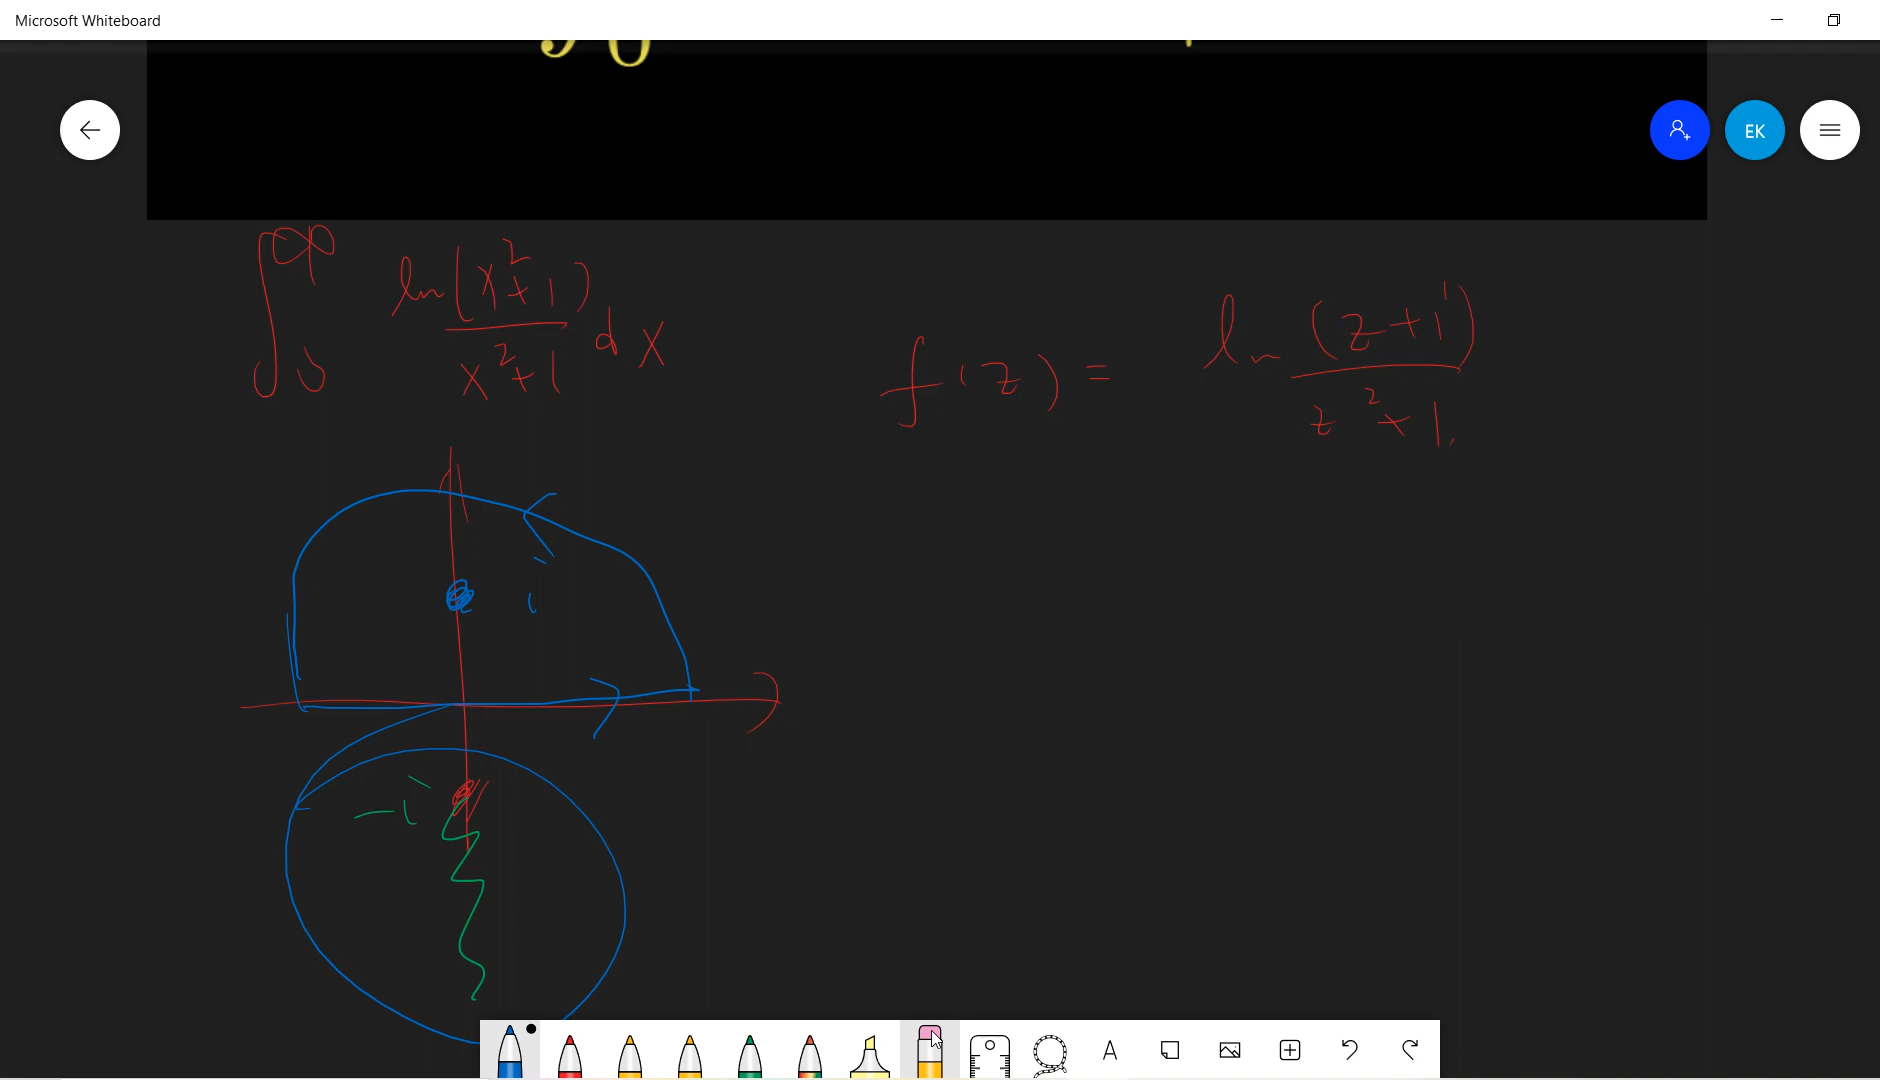 Microsoft Whiteboard
EK
∫₀^∞ ln(x²+1)/(x²+1) dx
f(z) = ln(z+i)/(z²+1)
i
-i
A